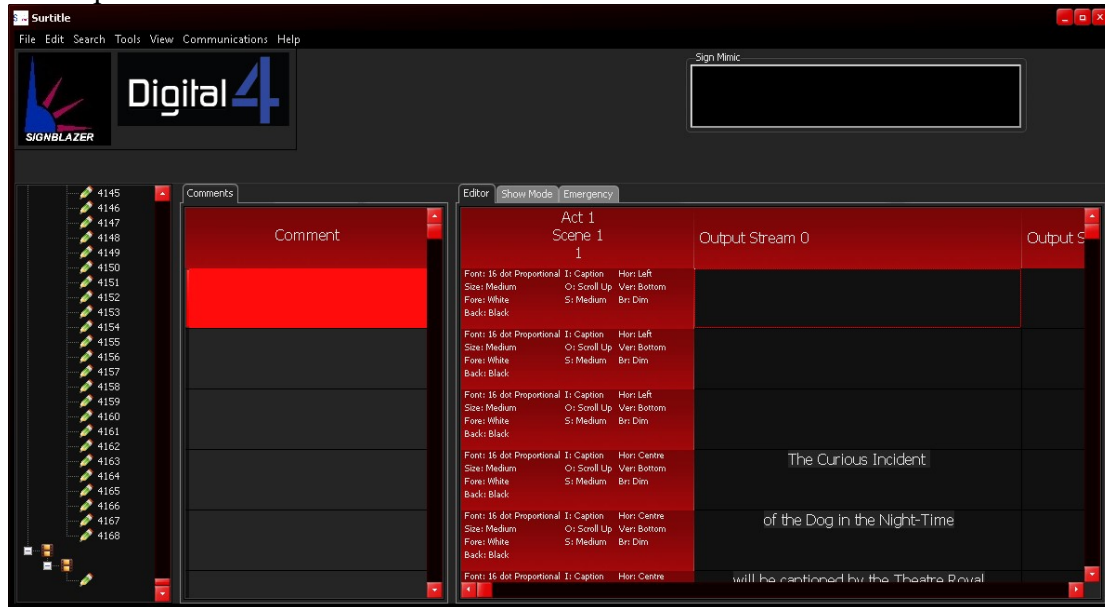 Surtitle
File Edit Search Tools View Communications Help
SIGNBLAZER
Digital 4
Sign Mimic
4145
4146
4147
4148
4149
4150
4151
4152
4153
4154
4155
4156
4157
4158
4159
4160
4161
4162
4163
4164
4165
4166
4167
4168
Comments
Comment
Editor Show Mode Emergency
Act 1
Scene 1
1
Output Stream 0
Output S
Font: 16 dot Proportional I: Caption Hor: Left
Size: Medium O: Scroll Up Ver: Bottom
Fore: White S: Medium Br: Dim
Back: Black
Font: 16 dot Proportional I: Caption Hor: Left
Size: Medium O: Scroll Up Ver: Bottom
Fore: White S: Medium Br: Dim
Back: Black
Font: 16 dot Proportional I: Caption Hor: Left
Size: Medium O: Scroll Up Ver: Bottom
Fore: White S: Medium Br: Dim
Back: Black
Font: 16 dot Proportional I: Caption Hor: Centre
Size: Medium O: Scroll Up Ver: Bottom
Fore: White S: Medium Br: Dim
Back: Black
The Curious Incident
Font: 16 dot Proportional I: Caption Hor: Centre
Size: Medium O: Scroll Up Ver: Bottom
Fore: White S: Medium Br: Dim
Back: Black
of the Dog in the Night-Time
Font: 16 dot Proportional I: Caption Hor: Centre
will be captioned by the Theatre Royal